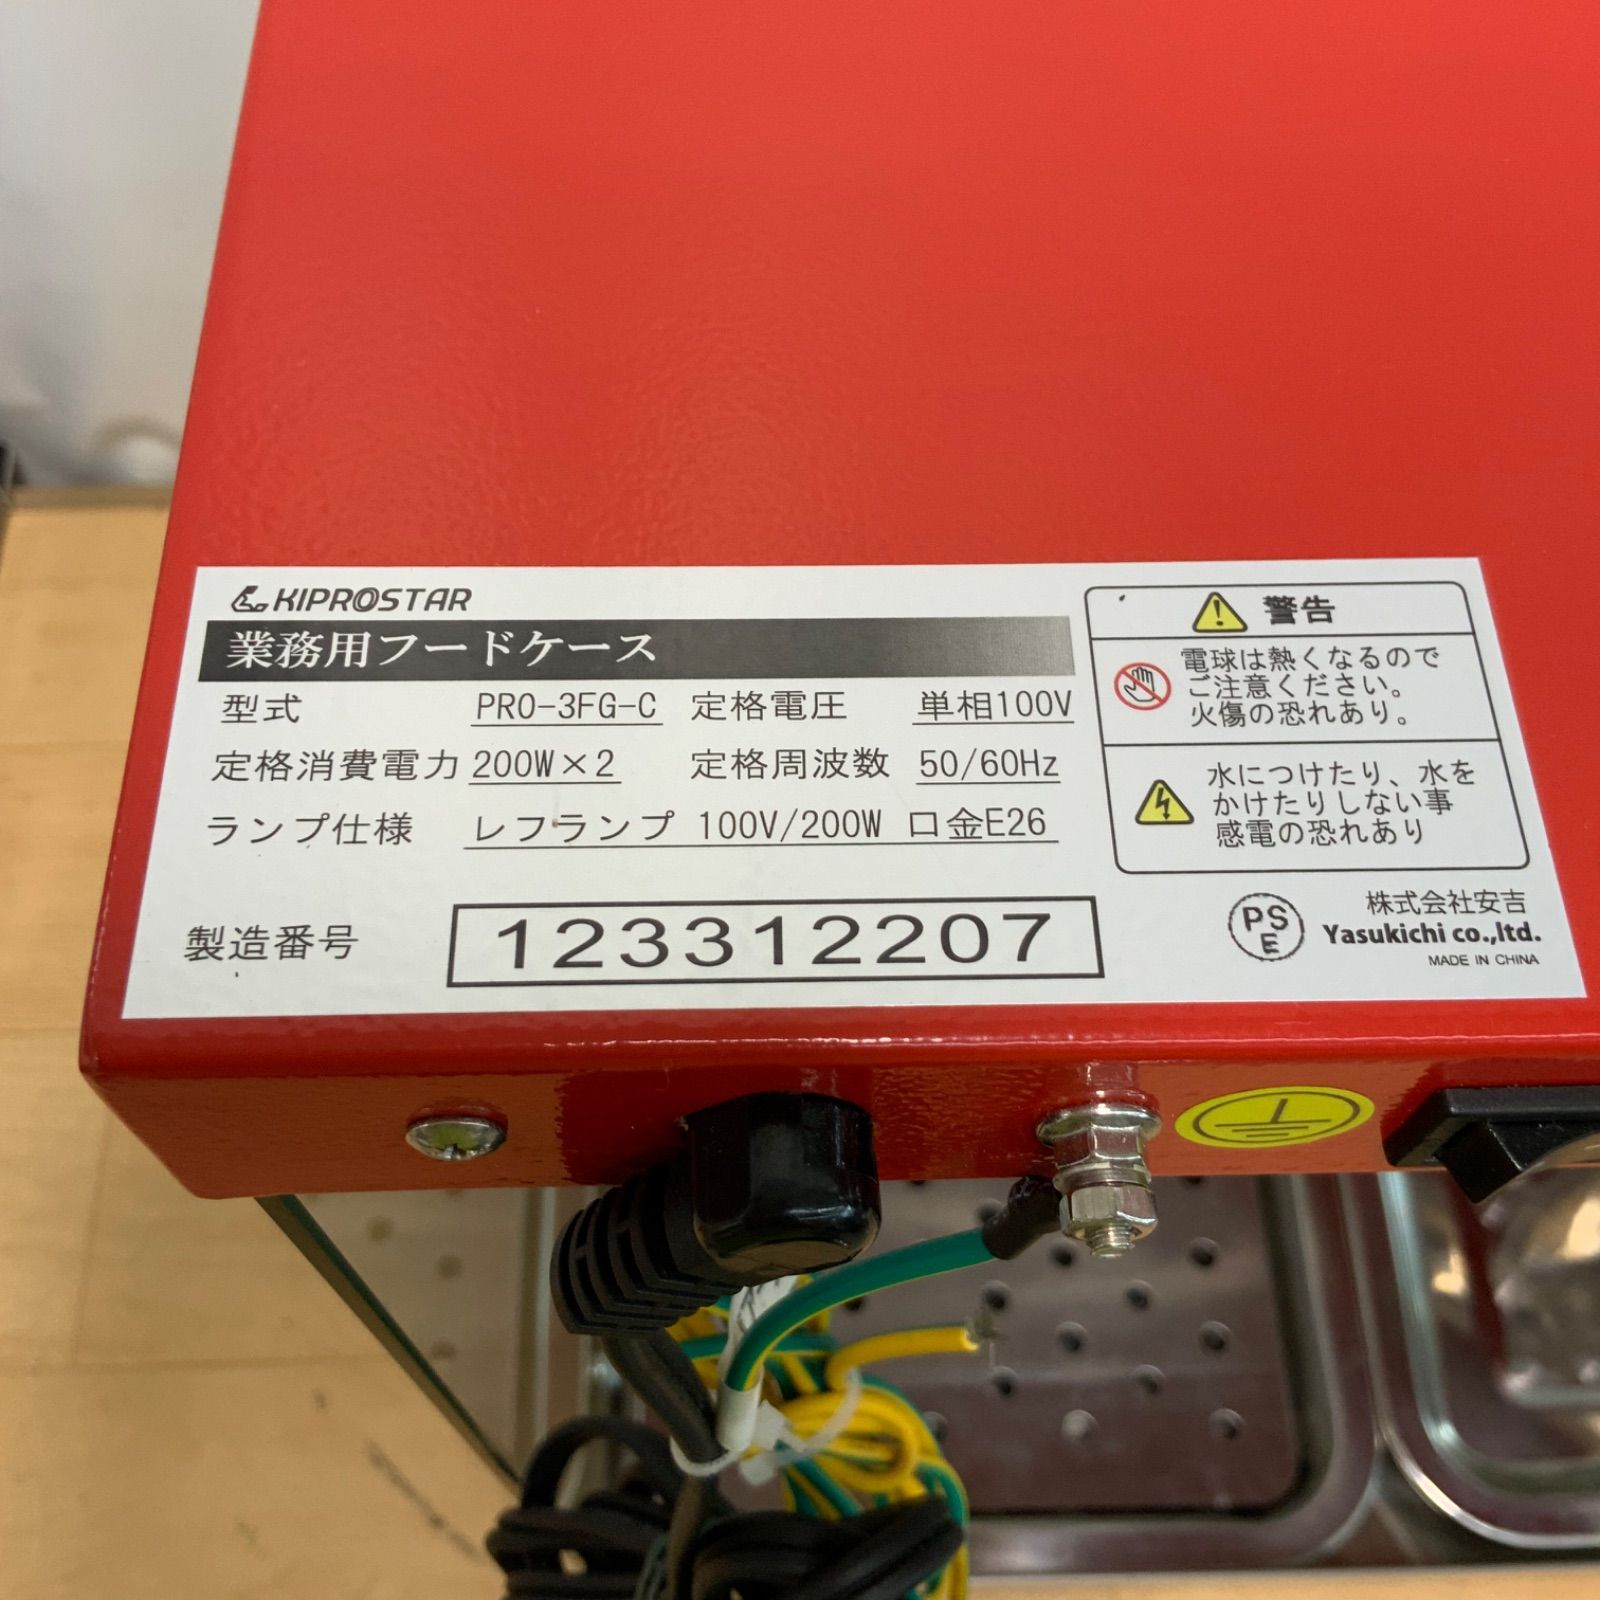 KIPROSTAR
業務用フードケース
型式 PRO-3FG-C 定格電圧 単相100V
定格消費電力 200W×2 定格周波数 50/60Hz
ランプ仕様 レフランプ 100V/200W 口金E26
製造番号 123312207
警告
電球は熱くなるので
ご注意ください。
火傷の恐れあり。
水につけたり、水を
かけたりしない事
感電の恐れあり
PS
E
株式会社安吉
Yasukichi co.,ltd.
MADE IN CHINA